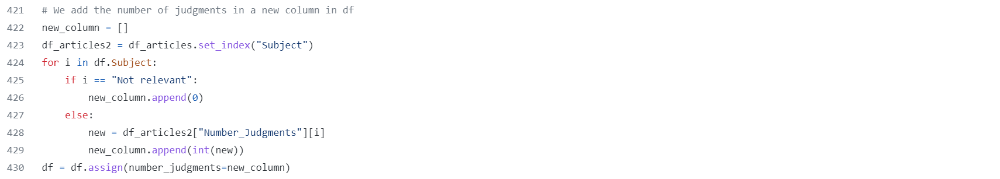 421 # We add the number of judgments in a new column in df
422 new_column = []
423 df_articles2 = df_articles.set_index("Subject")
424 for i in df.Subject:
425     if i == "Not relevant":
426         new_column.append(0)
427     else:
428         new = df_articles2["Number_Judgments"][i]
429         new_column.append(int(new))
430 df = df.assign(number_judgments=new_column)